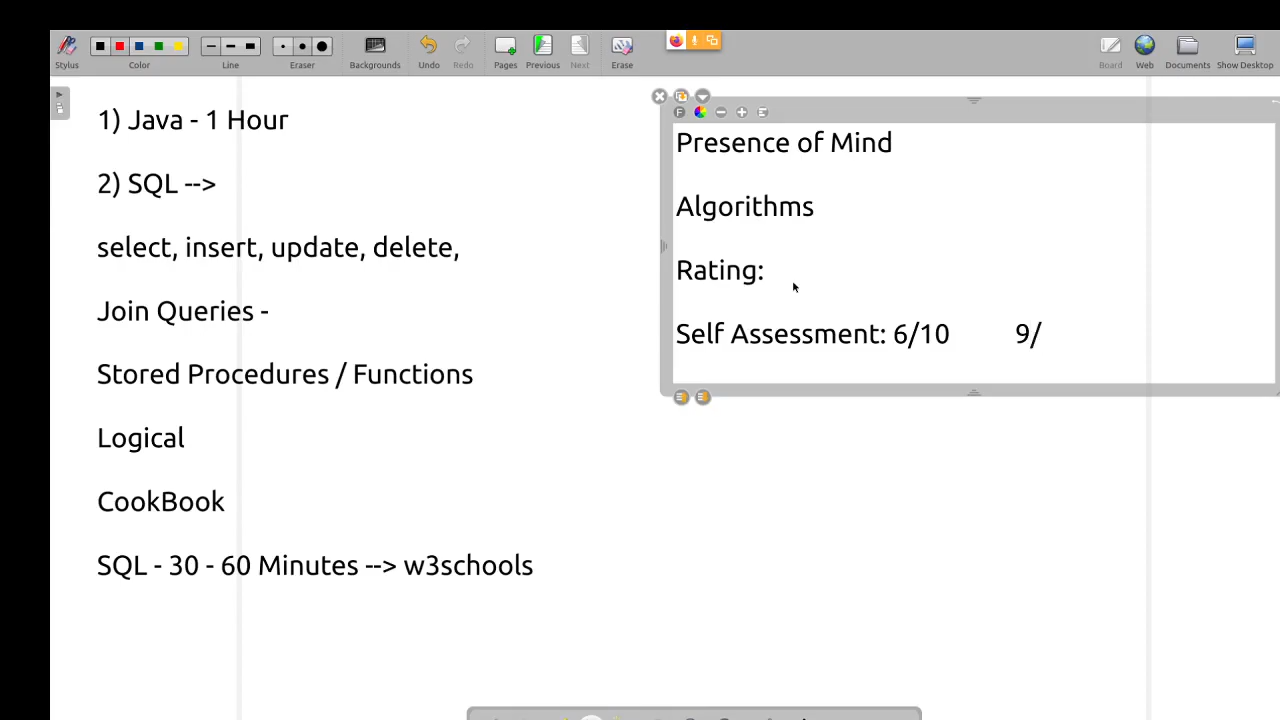 Stylus
Color
Line
Eraser
Backgrounds
Undo
Redo
Pages
Previous
Next
Erase
Board
Web
Documents
Show Desktop
1) Java - 1 Hour
2) SQL -->
select, insert, update, delete,
Join Queries -
Stored Procedures / Functions
Logical
CookBook
SQL - 30 - 60 Minutes --> w3schools
F
Presence of Mind
Algorithms
Rating:
Self Assessment: 6/10 9/